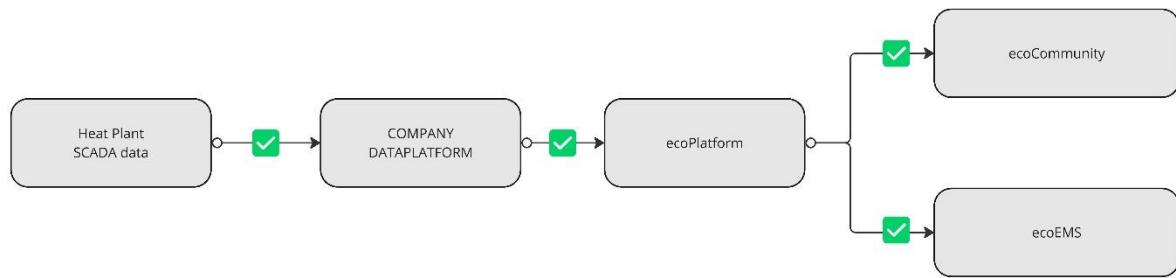 Heat Plant
SCADA data
COMPANY
DATAPLATFORM
ecoPlatform
ecoCommunity
ecoEMS